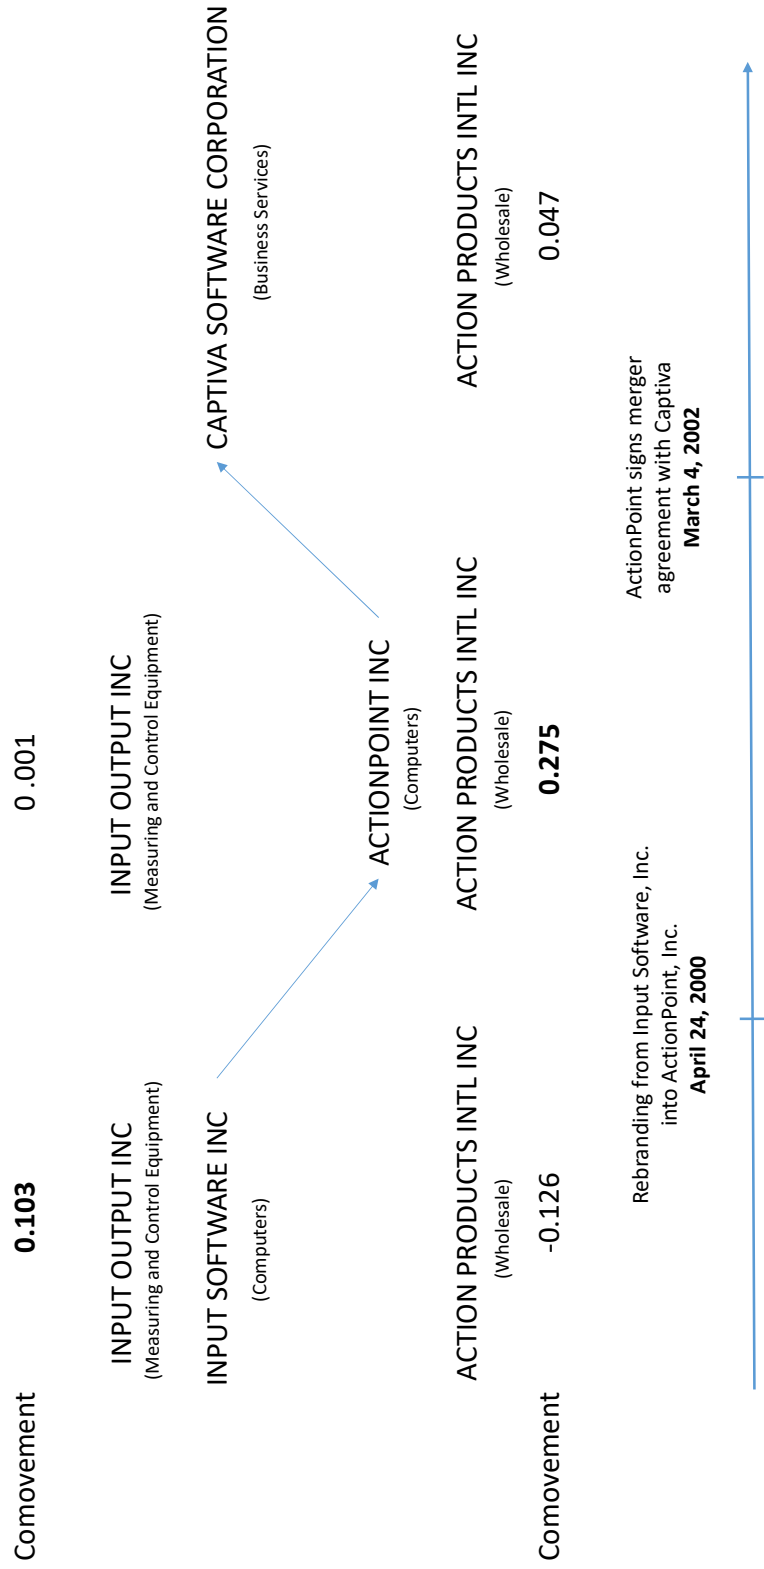 Comovement
0.103
0 .001
INPUT OUTPUT INC
(Measuring and Control Equipment)
INPUT OUTPUT INC
(Measuring and Control Equipment)
INPUT SOFTWARE INC
(Computers)
CAPTIVA SOFTWARE CORPORATION
(Business Services)
ACTIONPOINT INC
(Computers)
ACTION PRODUCTS INTL INC
(Wholesale)
ACTION PRODUCTS INTL INC
(Wholesale)
ACTION PRODUCTS INTL INC
(Wholesale)
Comovement
-0.126
0.275
0.047
Rebranding from Input Software, Inc.
into ActionPoint, Inc.
April 24, 2000
ActionPoint signs merger
agreement with Captiva
March 4, 2002